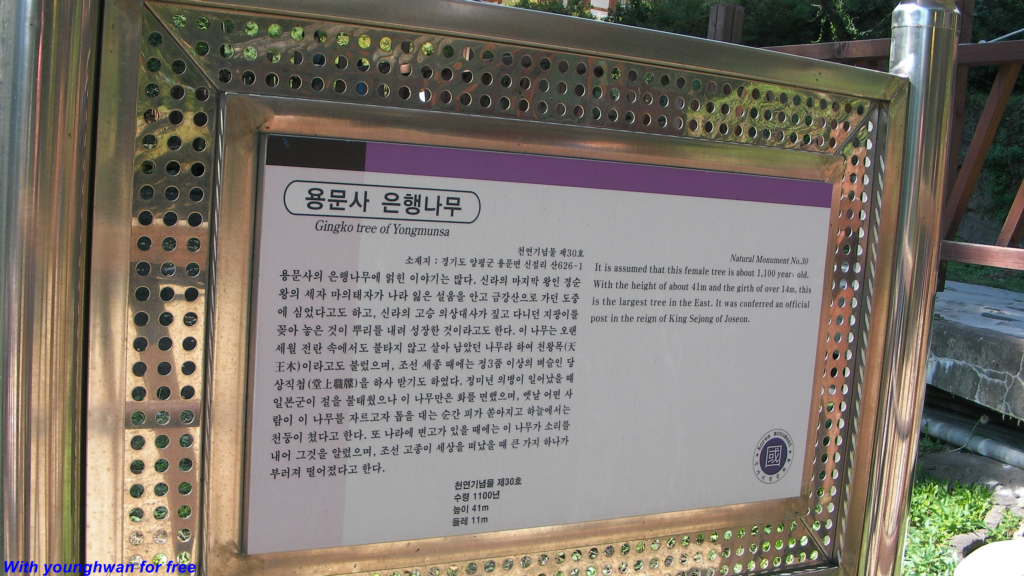 용문사 은행나무
Gingko tree of Yongmunsa
천연기념물 제30호
소재지 : 경기도 양평군 용문면 신점리 산626-1
용문사의 은행나무에 얽힌 이야기는 많다. 신라의 마지막 왕인 경순
왕의 세자 마의태자가 나라 잃은 설움을 안고 금강산으로 가던 도중
에 심었다고도 하고, 신라의 고승 의상대사가 짚고 다니던 지팡이를
꽂아 놓은 것이 뿌리를 내려 성장한 것이라고도 한다. 이 나무는 오랜
세월 전란 속에서도 불타지 않고 살아 남았던 나무라 하여 천왕목(天
王木)이라고도 불렀으며, 조선 세종 때에는 정3품 이상의 벼슬인 당
상직첩(堂上職牒)을 하사 받기도 하였다. 정미년 의병이 일어났을 때
일본군이 절을 불태웠으나 이 나무만은 화를 면했으며, 옛날 어떤 사
람이 이 나무를 자르고자 톱을 대는 순간 피가 쏟아지고 하늘에서는
천둥이 쳤다고 한다. 또 나라에 변고가 있을 때에는 이 나무가 소리를
내어 그것을 알렸으며, 조선 고종이 세상을 떠났을 때 큰 가지 하나가
부러져 떨어졌다고 한다.
천연기념물 제30호
수령 1100년
높이 41m
둘레 11m
Natural Monument No.30
It is assumed that this female tree is about 1,100 years old.
With the height of about 41m and the girth of over 14m, this
is the largest tree in the East. It was conferred an official
post in the reign of King Sejong of Joseon.
國
With younghwan for free